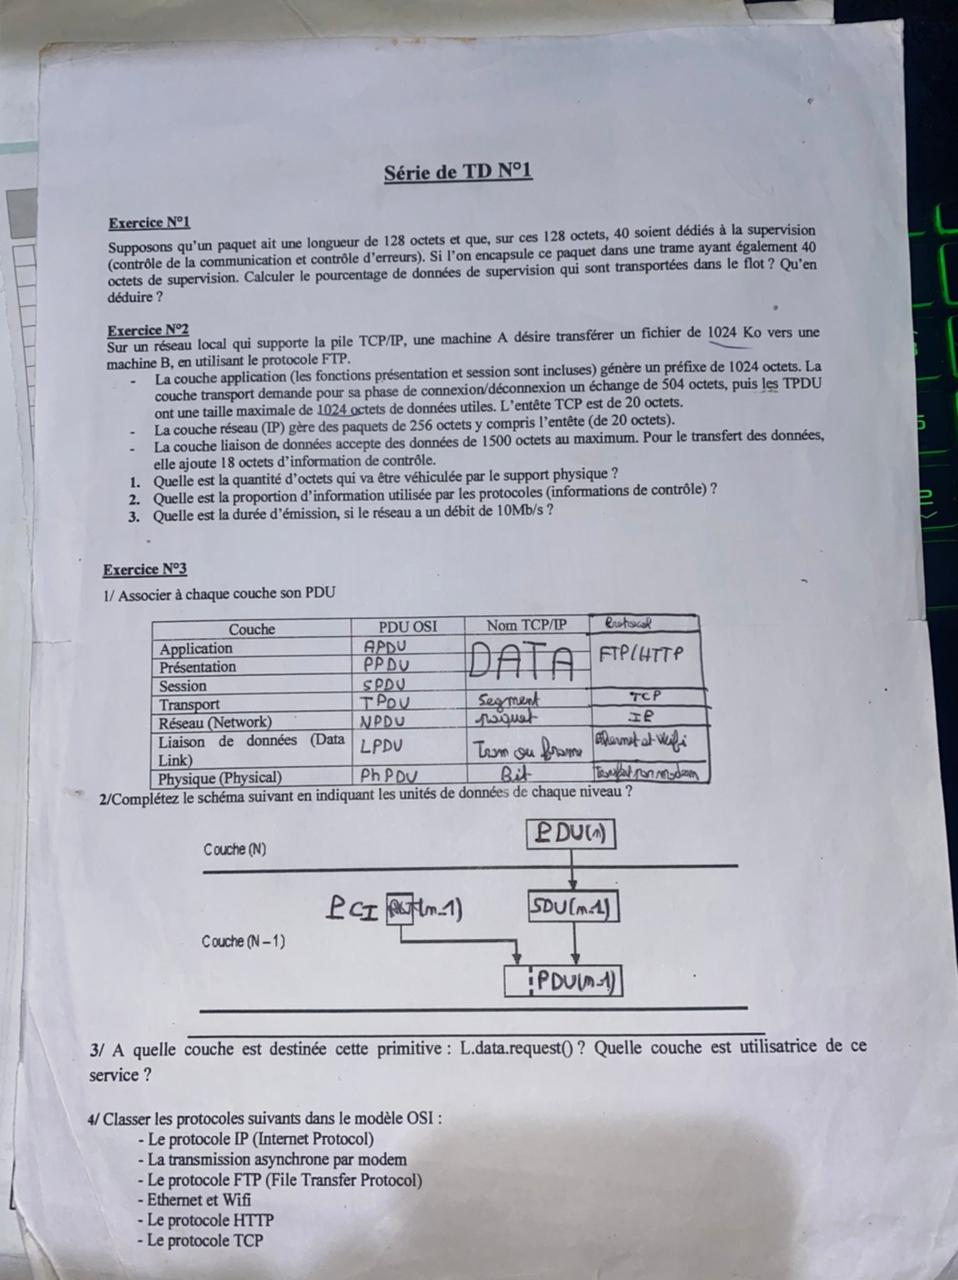 Série de TD N°1
Exercice N°1
Supposons qu'un paquet ait une longueur de 128 octets et que, sur ces 128 octets, 40 soient dédiés à la supervision
(contrôle de la communication et contrôle d'erreurs). Si l'on encapsule ce paquet dans une trame ayant également 40
octets de supervision. Calculer le pourcentage de données de supervision qui sont transportées dans le flot ? Qu'en
déduire ?
Exercice N°2
Sur un réseau local qui supporte la pile TCP/IP, une machine A désire transférer un fichier de 1024 Ko vers une
machine B, en utilisant le protocole FTP.
- La couche application (les fonctions présentation et session sont incluses) génère un préfixe de 1024 octets. La
couche transport demande pour sa phase de connexion/déconnexion un échange de 504 octets, puis les TPDU
ont une taille maximale de 1024 octets de données utiles. L'entête TCP est de 20 octets.
- La couche réseau (IP) gère des paquets de 256 octets y compris l'entête (de 20 octets).
- La couche liaison de données accepte des données de 1500 octets au maximum. Pour le transfert des données,
elle ajoute 18 octets d'information de contrôle.
1. Quelle est la quantité d'octets qui va être véhiculée par le support physique ?
2. Quelle est la proportion d'information utilisée par les protocoles (informations de contrôle) ?
3. Quelle est la durée d'émission, si le réseau a un débit de 10Mb/s ?
Exercice N°3
1/ Associer à chaque couche son PDU
Couche PDU OSI Nom TCP/IP Protocol
Application APDU DATA FTP/HTTP
Présentation PPDU
Session SPDU
Transport TPDU Segment TCP
Réseau (Network) NPDU paquet IP
Liaison de données (Data
Link) LPDU Tram ou frame Ethernet et Wifi
Physique (Physical) PhPDU Bit modem
2/Complétez le schéma suivant en indiquant les unités de données de chaque niveau ?
PDU(n)
Couche (N)
PCI (n-1) SDU(n-1)
Couche (N – 1)
PDU(n-1)
3/ A quelle couche est destinée cette primitive : L.data.request() ? Quelle couche est utilisatrice de ce
service ?
4/ Classer les protocoles suivants dans le modèle OSI :
- Le protocole IP (Internet Protocol)
- La transmission asynchrone par modem
- Le protocole FTP (File Transfer Protocol)
- Ethernet et Wifi
- Le protocole HTTP
- Le protocole TCP